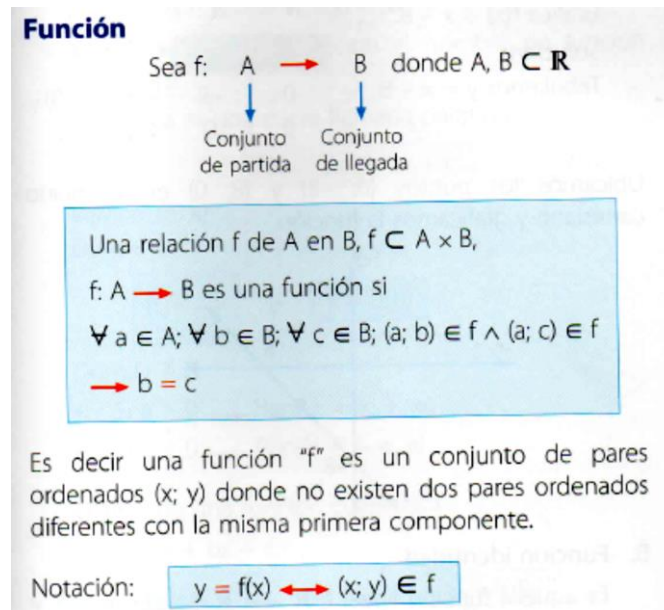 Función
Sea f: A → B donde A, B ⊂ ℝ
Conjunto de partida Conjunto de llegada
Una relación f de A en B, f ⊂ A × B,
f: A → B es una función si
∀ a ∈ A; ∀ b ∈ B; ∀ c ∈ B; (a; b) ∈ f ∧ (a; c) ∈ f
→ b = c
Es decir una función "f" es un conjunto de pares
ordenados (x; y) donde no existen dos pares ordenados
diferentes con la misma primera componente.
Notación: y = f(x) ↔ (x; y) ∈ f